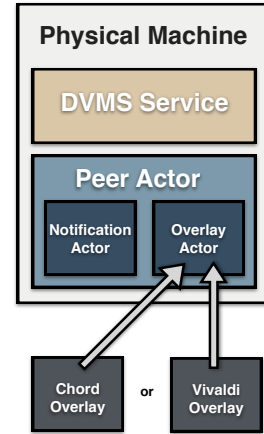 Physical Machine
DVMS Service
Peer Actor
Notification
Actor
Overlay
Actor
Chord
Overlay
or
Vivaldi
Overlay